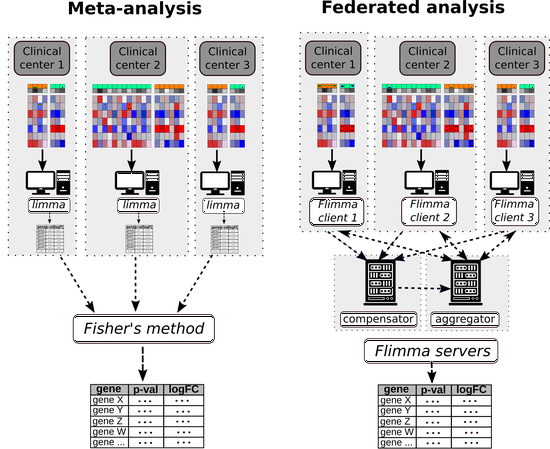 Meta-analysis
Clinical center 1
Clinical center 2
Clinical center 3
limma
limma
limma
Fisher's method
gene p-val logFC
gene X ... ...
gene Y ... ...
gene Z ... ...
gene W ... ...
gene ... ... ...
Federated analysis
Clinical center 1
Clinical center 2
Clinical center 3
Flimma client 1
Flimma client 2
Flimma client 3
compensator
aggregator
Flimma servers
gene p-val logFC
gene X ... ...
gene Y ... ...
gene Z ... ...
gene W ... ...
gene ... ... ...